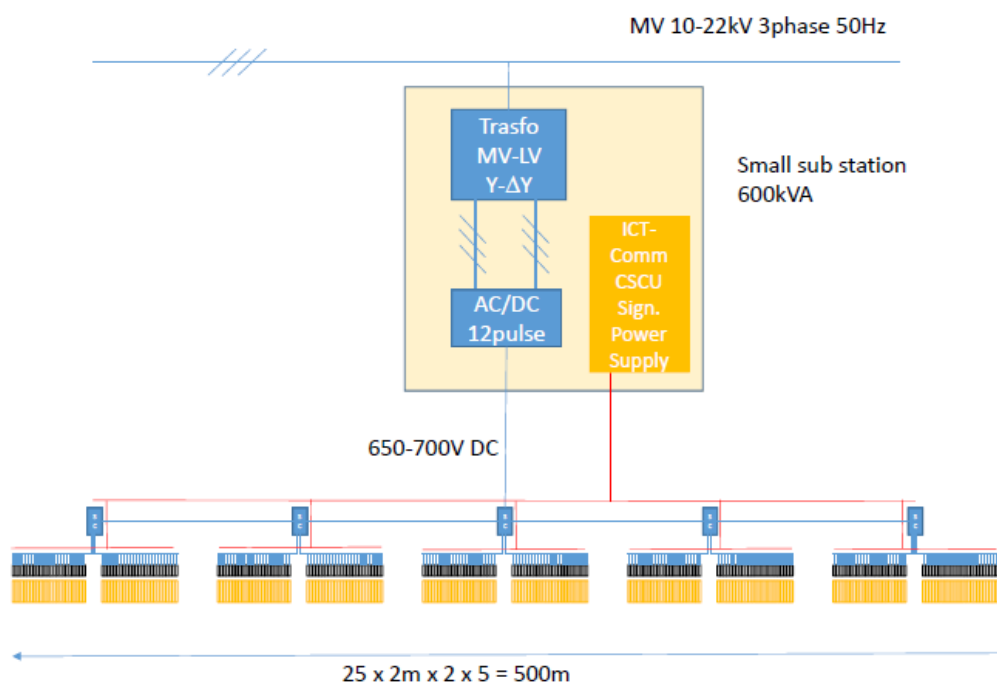 MV 10-22kV 3phase 50Hz
Trasfo
MV-LV
Y-ΔY
Small sub station
600kVA
ICT-
Comm
CSCU
Sign.
Power
Supply
AC/DC
12pulse
650-700V DC
25 x 2m x 2 x 5 = 500m